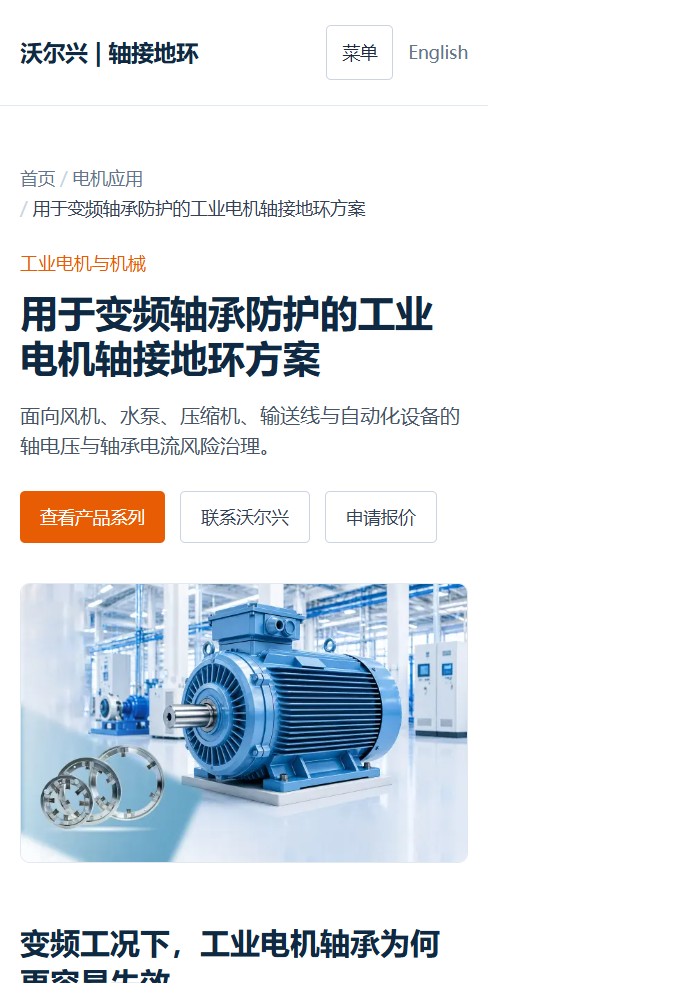 沃尔兴 | 轴接地环
菜单
English
首页 / 电机应用
/ 用于变频轴承防护的工业电机轴接地环方案
工业电机与机械
用于变频轴承防护的工业
电机轴接地环方案
面向风机、水泵、压缩机、输送线与自动化设备的
轴电压与轴承电流风险治理。
查看产品系列
联系沃尔兴
申请报价
变频工况下，工业电机轴承为何
更容易失效